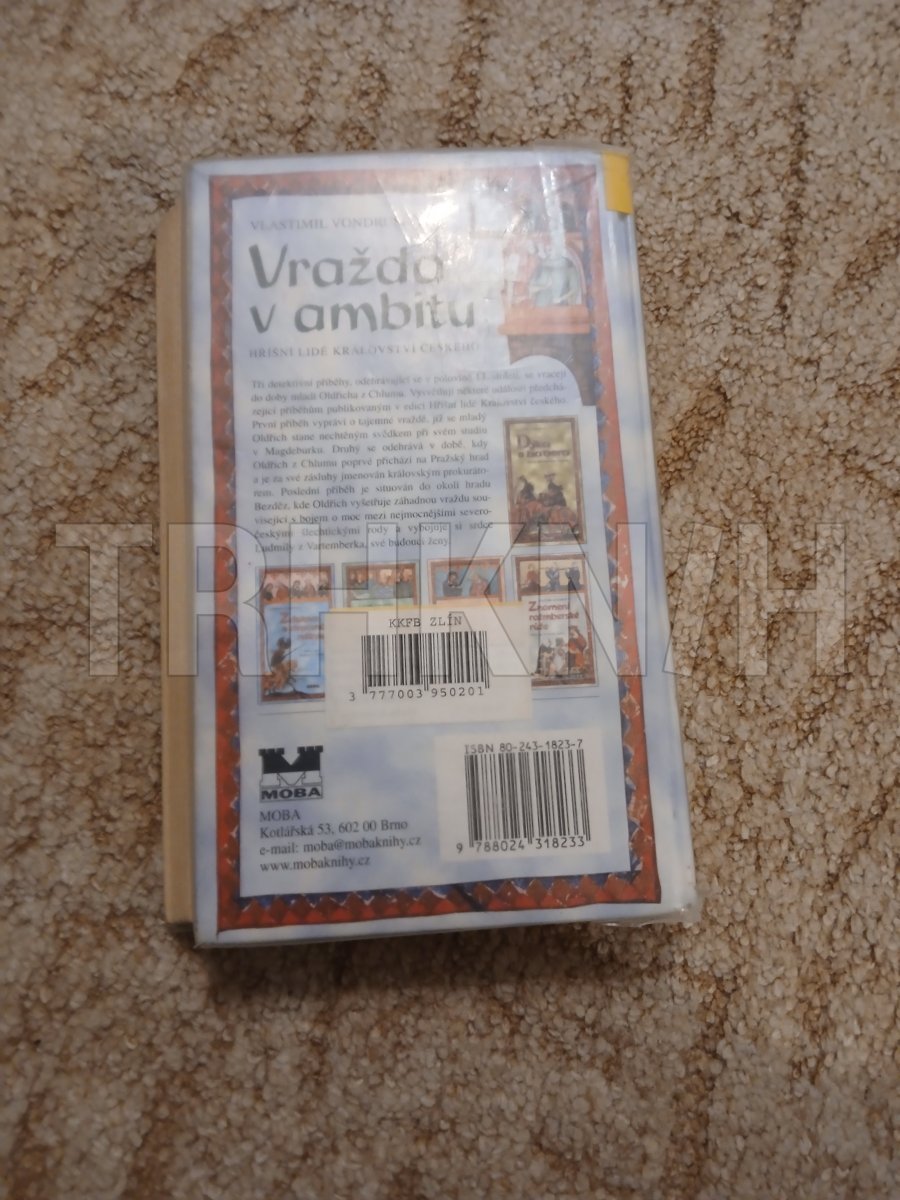 VLASTIMIL
Vražda
v ambitu
HŘÍŠNÍ LIDÉ KRÁLOVSTVÍ ČESKÉHO
Tři detektivní příběhy, odehrávající se v polovině 13. století, se vracejí
do doby mládí Oldřicha z Chlumu. Vysvětlují některé události předchá-
zející příběhům publikovaným v edici Hříšní lidé Království českého.
První příběh vypráví o tajemné vraždě, jíž se mladý
Oldřich stane nechtěným svědkem při svém studiu
v Magdeburku. Druhý se odehrává v době, kdy
Oldřich z Chlumu poprvé přichází na Pražský hrad
a je za své zásluhy jmenován královským prokuráto-
rem. Poslední příběh je situován do okolí hradu
Bezděz, kde Oldřich vyšetřuje záhadnou vraždu sou-
visející s bojem o moc mezi nejmocnějšími severo-
českými šlechtickými rody a vybojuje si srdce
Ludmily z Vartemberka, své budoucí ženy.
Dýka
Znamení
rožmberské
růže
KKFB ZLÍN
3 777003 950201
MOBA
MOBA
Kotlářská 53, 602 00 Brno
e-mail: moba@mobaknihy.cz
www.mobaknihy.cz
ISBN 80-243-1823-7
9 788024 318233